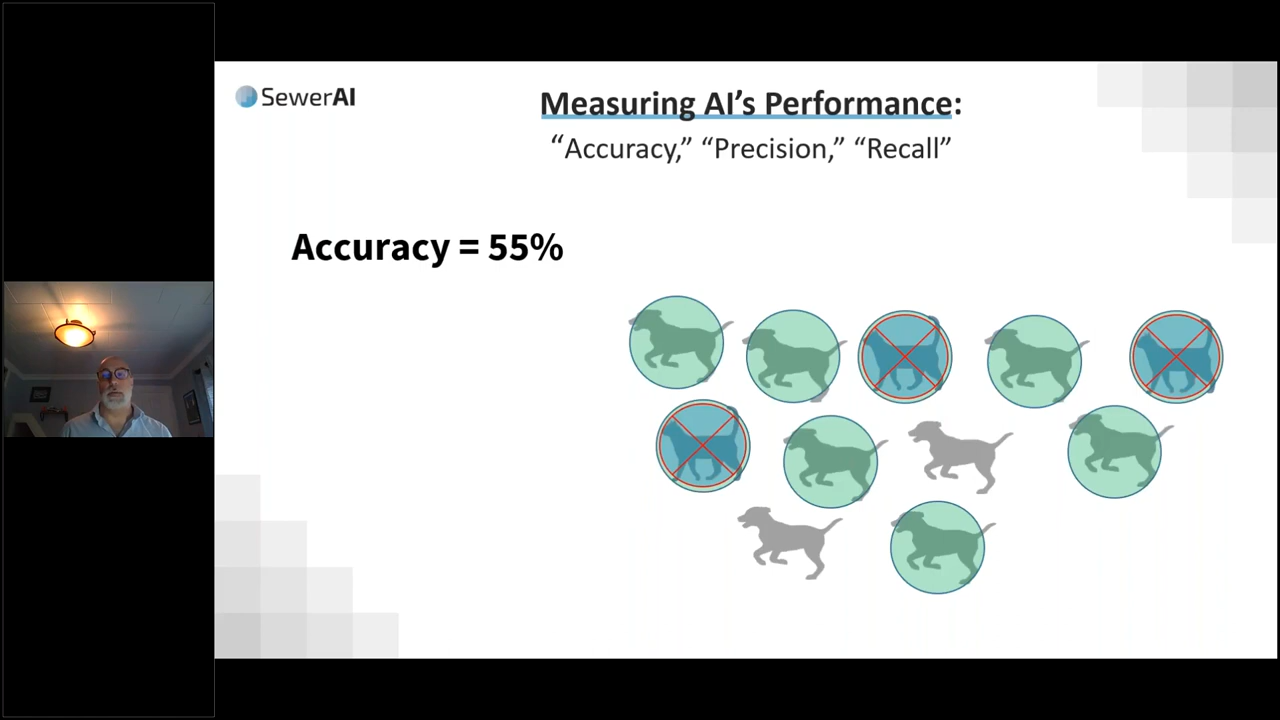 SewerAI
Measuring AI's Performance:
“Accuracy,” “Precision,” “Recall”
Accuracy = 55%